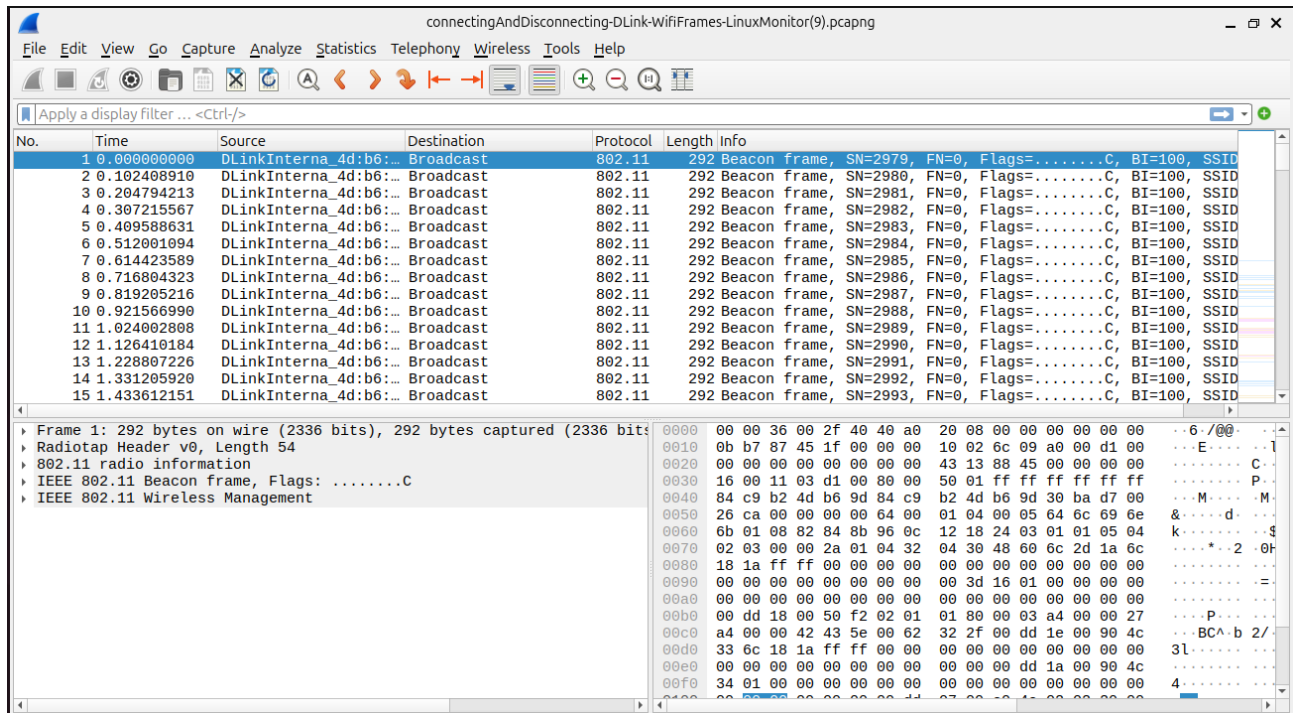 connectingAndDisconnecting-DLink-WifiFrames-LinuxMonitor(9).pcapng
File Edit View Go Capture Analyze Statistics Telephony Wireless Tools Help
Apply a display filter … <Ctrl-/>
No. Time Source Destination Protocol Length Info
1 0.000000000 DLinkInterna_4d:b6:… Broadcast 802.11 292 Beacon frame, SN=2979, FN=0, Flags=........C, BI=100, SSID
2 0.102408910 DLinkInterna_4d:b6:… Broadcast 802.11 292 Beacon frame, SN=2980, FN=0, Flags=........C, BI=100, SSID
3 0.204794213 DLinkInterna_4d:b6:… Broadcast 802.11 292 Beacon frame, SN=2981, FN=0, Flags=........C, BI=100, SSID
4 0.307215567 DLinkInterna_4d:b6:… Broadcast 802.11 292 Beacon frame, SN=2982, FN=0, Flags=........C, BI=100, SSID
5 0.409588631 DLinkInterna_4d:b6:… Broadcast 802.11 292 Beacon frame, SN=2983, FN=0, Flags=........C, BI=100, SSID
6 0.512001094 DLinkInterna_4d:b6:… Broadcast 802.11 292 Beacon frame, SN=2984, FN=0, Flags=........C, BI=100, SSID
7 0.614423589 DLinkInterna_4d:b6:… Broadcast 802.11 292 Beacon frame, SN=2985, FN=0, Flags=........C, BI=100, SSID
8 0.716804323 DLinkInterna_4d:b6:… Broadcast 802.11 292 Beacon frame, SN=2986, FN=0, Flags=........C, BI=100, SSID
9 0.819205216 DLinkInterna_4d:b6:… Broadcast 802.11 292 Beacon frame, SN=2987, FN=0, Flags=........C, BI=100, SSID
10 0.921566990 DLinkInterna_4d:b6:… Broadcast 802.11 292 Beacon frame, SN=2988, FN=0, Flags=........C, BI=100, SSID
11 1.024002808 DLinkInterna_4d:b6:… Broadcast 802.11 292 Beacon frame, SN=2989, FN=0, Flags=........C, BI=100, SSID
12 1.126410184 DLinkInterna_4d:b6:… Broadcast 802.11 292 Beacon frame, SN=2990, FN=0, Flags=........C, BI=100, SSID
13 1.228807226 DLinkInterna_4d:b6:… Broadcast 802.11 292 Beacon frame, SN=2991, FN=0, Flags=........C, BI=100, SSID
14 1.331205920 DLinkInterna_4d:b6:… Broadcast 802.11 292 Beacon frame, SN=2992, FN=0, Flags=........C, BI=100, SSID
15 1.433612151 DLinkInterna_4d:b6:… Broadcast 802.11 292 Beacon frame, SN=2993, FN=0, Flags=........C, BI=100, SSID
Frame 1: 292 bytes on wire (2336 bits), 292 bytes captured (2336 bits
Radiotap Header v0, Length 54
802.11 radio information
IEEE 802.11 Beacon frame, Flags: ........C
IEEE 802.11 Wireless Management
0000 00 00 36 00 2f 40 40 a0 20 08 00 00 00 00 00 00 ··6·/@@· ··
0010 0b b7 87 45 1f 00 00 00 10 02 6c 09 a0 00 d1 00 ···E···· ··l
0020 00 00 00 00 00 00 00 00 43 13 88 45 00 00 00 00 ········ C··
0030 16 00 11 03 d1 00 80 00 50 01 ff ff ff ff ff ff ········ P··
0040 84 c9 b2 4d b6 9d 84 c9 b2 4d b6 9d 30 ba d7 00 ···M···· ·M·
0050 26 ca 00 00 00 00 64 00 01 04 00 05 64 6c 69 6e &·····d· ···
0060 6b 01 08 82 84 8b 96 0c 12 18 24 03 01 01 05 04 k······· ··$
0070 02 03 00 00 2a 01 04 32 04 30 48 60 6c 2d 1a 6c ····*··2 ·0H
0080 18 1a ff ff 00 00 00 00 00 00 00 00 00 00 00 00 ········ ···
0090 00 00 00 00 00 00 00 00 00 3d 16 01 00 00 00 00 ········ ·=·
00a0 00 00 00 00 00 00 00 00 00 00 00 00 00 00 00 00 ········ ···
00b0 00 dd 18 00 50 f2 02 01 01 80 00 03 a4 00 00 27 ····P··· ···
00c0 a4 00 00 42 43 5e 00 62 32 2f 00 dd 1e 00 90 4c ···BC^·b 2/·
00d0 33 6c 18 1a ff ff 00 00 00 00 00 00 00 00 00 00 3l······ ···
00e0 00 00 00 00 00 00 00 00 00 00 00 dd 1a 00 90 4c ········ ···
00f0 34 01 00 00 00 00 00 00 00 00 00 00 00 00 00 00 4······· ···